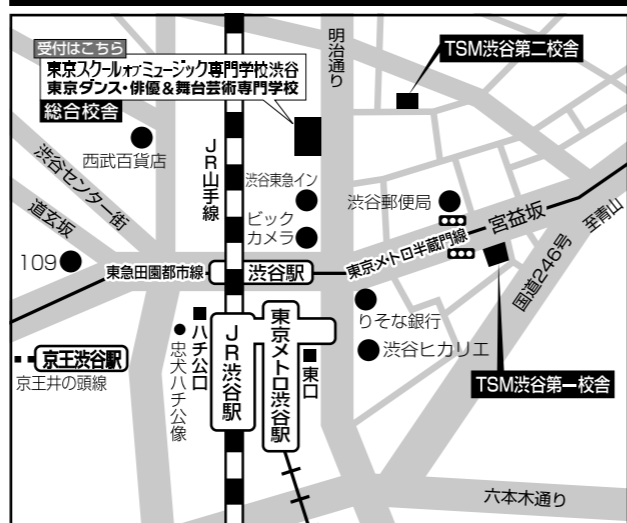 受付はこちら
東京スクールオブミュージック専門学校渋谷
東京ダンス・俳優&舞台芸術専門学校
総合校舎
明治通り
TSM渋谷第二校舎
西武百貨店
JR山手線
渋谷センター街
道玄坂
渋谷東急イン
ビック
カメラ
渋谷郵便局
宮益坂
至青山
109
東急田園都市線
渋谷駅
東京メトロ半蔵門線
国道246号
りそな銀行
渋谷ヒカリエ
TSM渋谷第一校舎
ハチ公口
忠犬ハチ公像
JR渋谷駅
東京メトロ渋谷駅
東口
京王渋谷駅
京王井の頭線
六本木通り